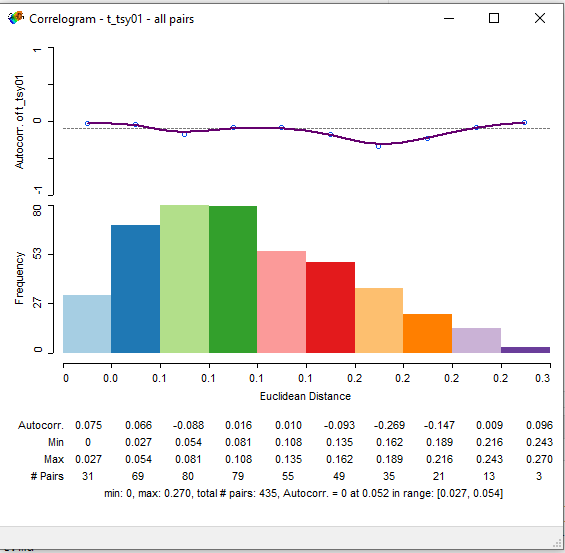 Correlogram - t_tsy01 - all pairs
Autocorr. of t_tsy01
1
0
-1
Frequency
80
53
27
0
0 0.0 0.1 0.1 0.1 0.1 0.2 0.2 0.2 0.2 0.3
Euclidean Distance
Autocorr. 0.075 0.066 -0.088 0.016 0.010 -0.093 -0.269 -0.147 0.009 0.096
Min 0 0.027 0.054 0.081 0.108 0.135 0.162 0.189 0.216 0.243
Max 0.027 0.054 0.081 0.108 0.135 0.162 0.189 0.216 0.243 0.270
# Pairs 31 69 80 79 55 49 35 21 13 3
min: 0, max: 0.270, total # pairs: 435, Autocorr. = 0 at 0.052 in range: [0.027, 0.054]